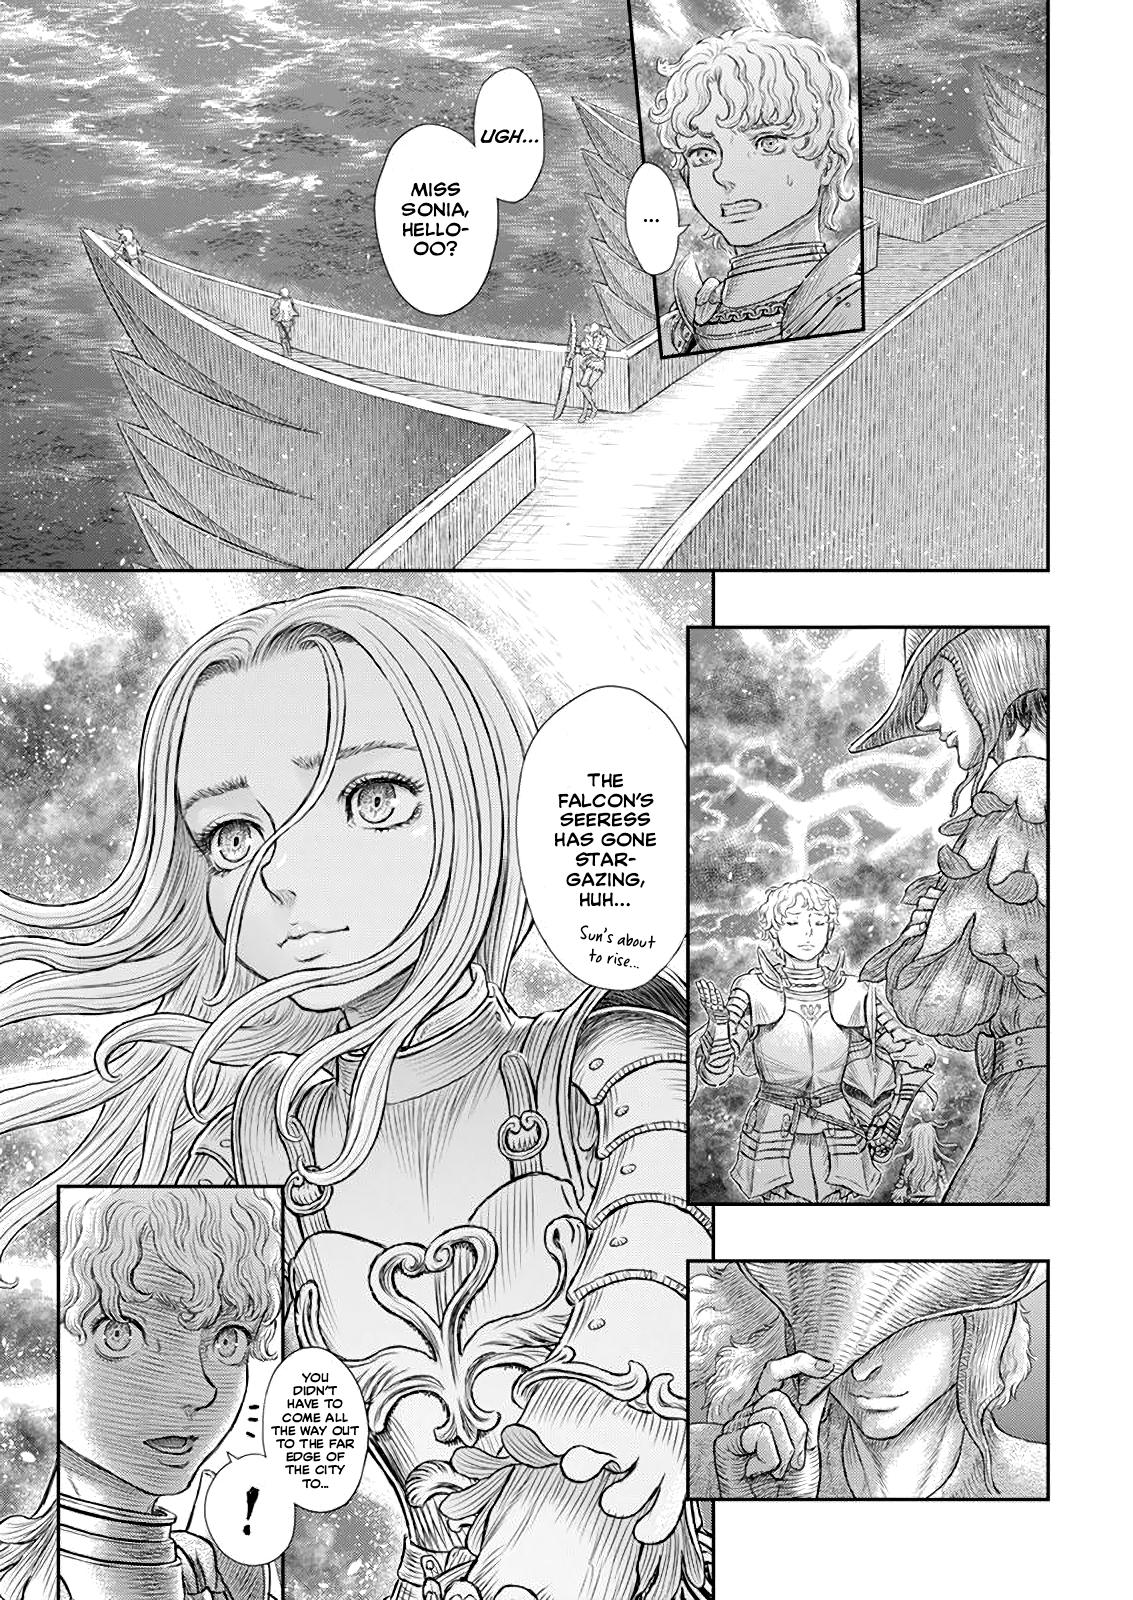 ...
UGH...
MISS
SONIA,
HELLO-
OO?
THE
FALCON'S
SEERESS
HAS GONE
STAR-
GAZING,
HUH...
Sun's about
to rise...
YOU
DIDN'T
HAVE TO
COME ALL
THE WAY OUT
TO THE FAR
EDGE OF
THE CITY
TO...
!